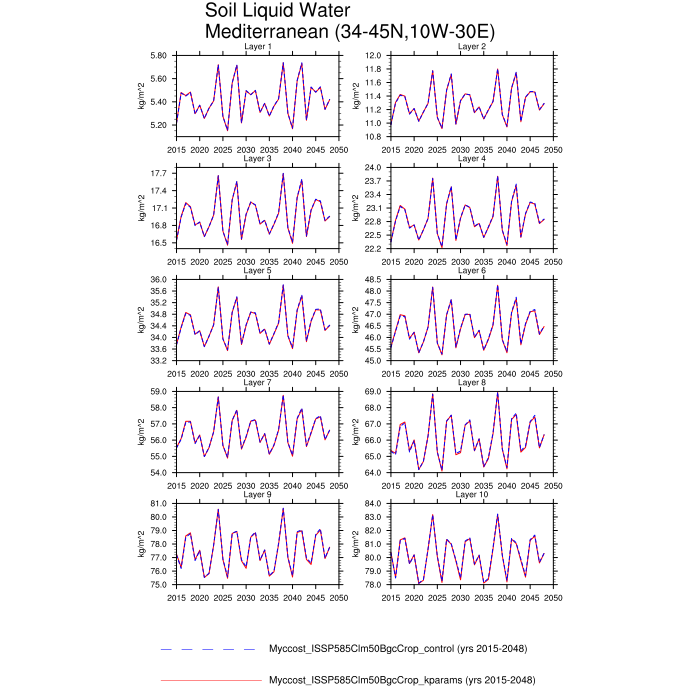 Soil Liquid Water
Mediterranean (34-45N,10W-30E)
Layer 1
Layer 2
5.80
5.60
5.40
5.20
kg/m^2
2015 2020 2025 2030 2035 2040 2045 2050
12.0
11.8
11.6
11.4
11.2
11.0
10.8
kg/m^2
2015 2020 2025 2030 2035 2040 2045 2050
Layer 3
Layer 4
17.7
17.4
17.1
16.8
16.5
kg/m^2
2015 2020 2025 2030 2035 2040 2045 2050
24.0
23.7
23.4
23.1
22.8
22.5
22.2
kg/m^2
2015 2020 2025 2030 2035 2040 2045 2050
Layer 5
Layer 6
36.0
35.6
35.2
34.8
34.4
34.0
33.6
33.2
kg/m^2
2015 2020 2025 2030 2035 2040 2045 2050
48.5
48.0
47.5
47.0
46.5
46.0
45.5
45.0
kg/m^2
2015 2020 2025 2030 2035 2040 2045 2050
Layer 7
Layer 8
59.0
58.0
57.0
56.0
55.0
54.0
kg/m^2
2015 2020 2025 2030 2035 2040 2045 2050
69.0
68.0
67.0
66.0
65.0
64.0
kg/m^2
2015 2020 2025 2030 2035 2040 2045 2050
Layer 9
Layer 10
81.0
80.0
79.0
78.0
77.0
76.0
75.0
kg/m^2
2015 2020 2025 2030 2035 2040 2045 2050
84.0
83.0
82.0
81.0
80.0
79.0
78.0
kg/m^2
2015 2020 2025 2030 2035 2040 2045 2050
Myccost_ISSP585Clm50BgcCrop_control (yrs 2015-2048)
Myccost_ISSP585Clm50BgcCrop_kparams (yrs 2015-2048)